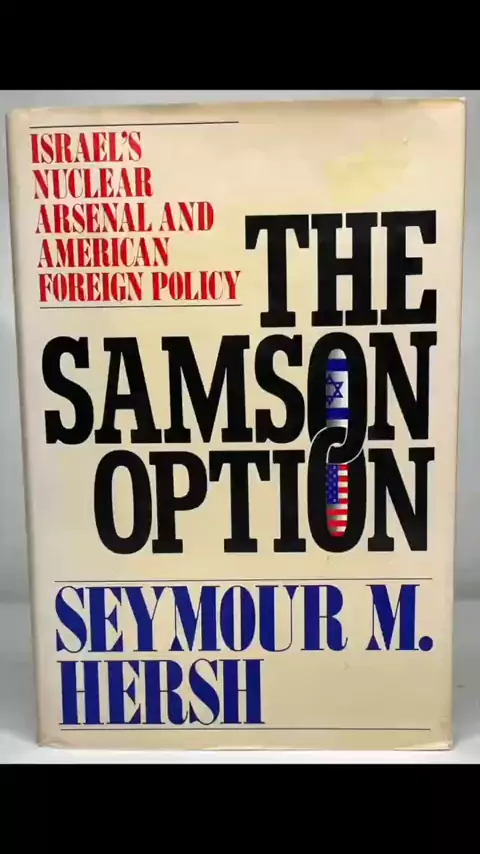 ISRAEL'S
NUCLEAR
ARSENAL AND
AMERICAN
FOREIGN POLICY
THE
SAMSON
OPTION
SEYMOUR M.
HERSH